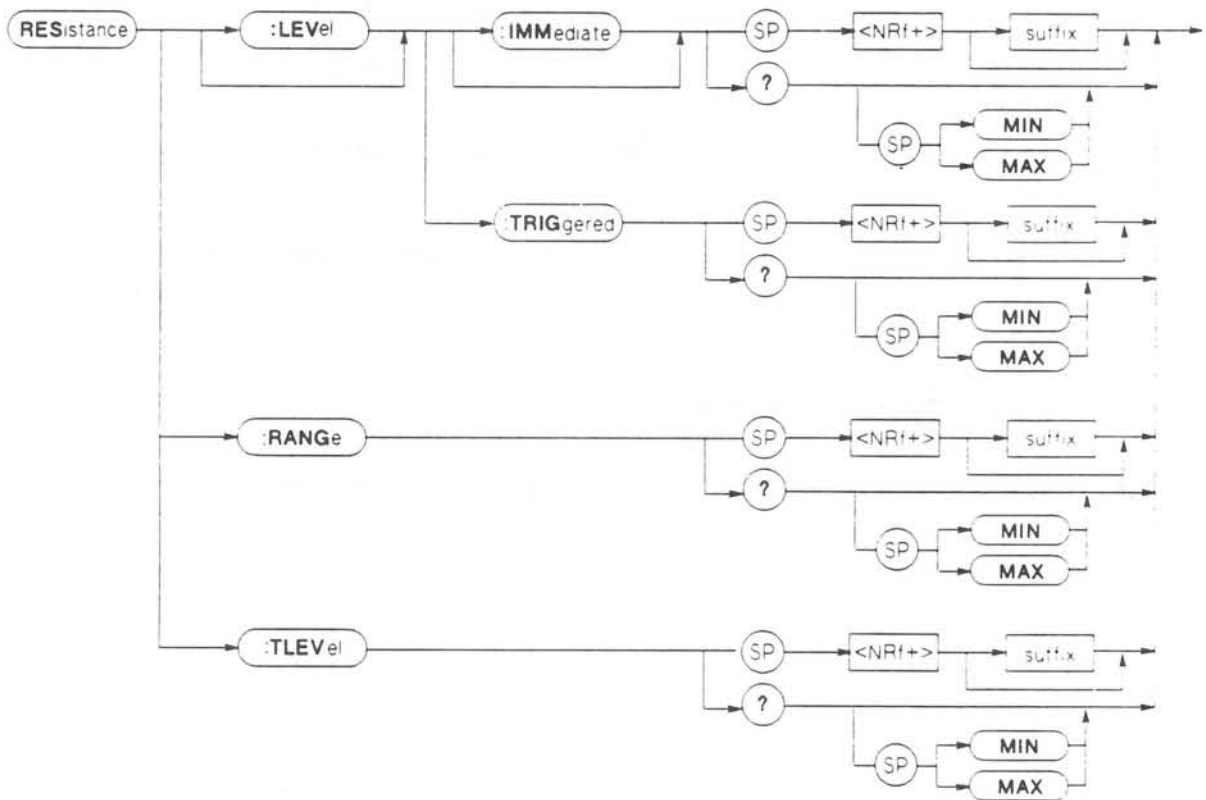 RESistance :LEVel :IMMediate SP <NRf+> suffix
?
SP MIN
MAX
:TRIGgered SP <NRf+> suffix
?
SP MIN
MAX
:RANGe SP <NRf+> suffix
?
SP MIN
MAX
:TLEVel SP <NRf+> suffix
?
SP MIN
MAX